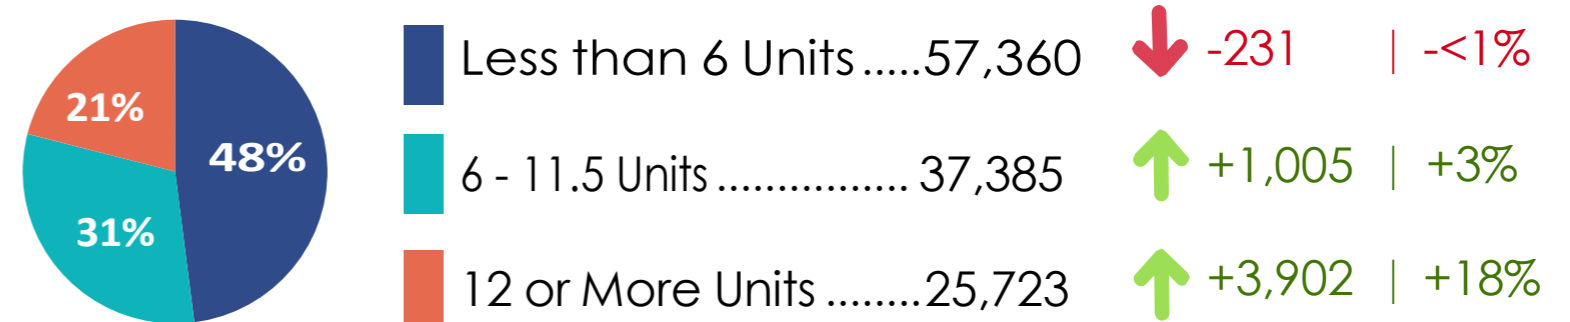 21%
48%
31%
Less than 6 Units.....57,360 -231 | -<1%
6 - 11.5 Units ................ 37,385 +1,005 | +3%
12 or More Units ........25,723 +3,902 | +18%